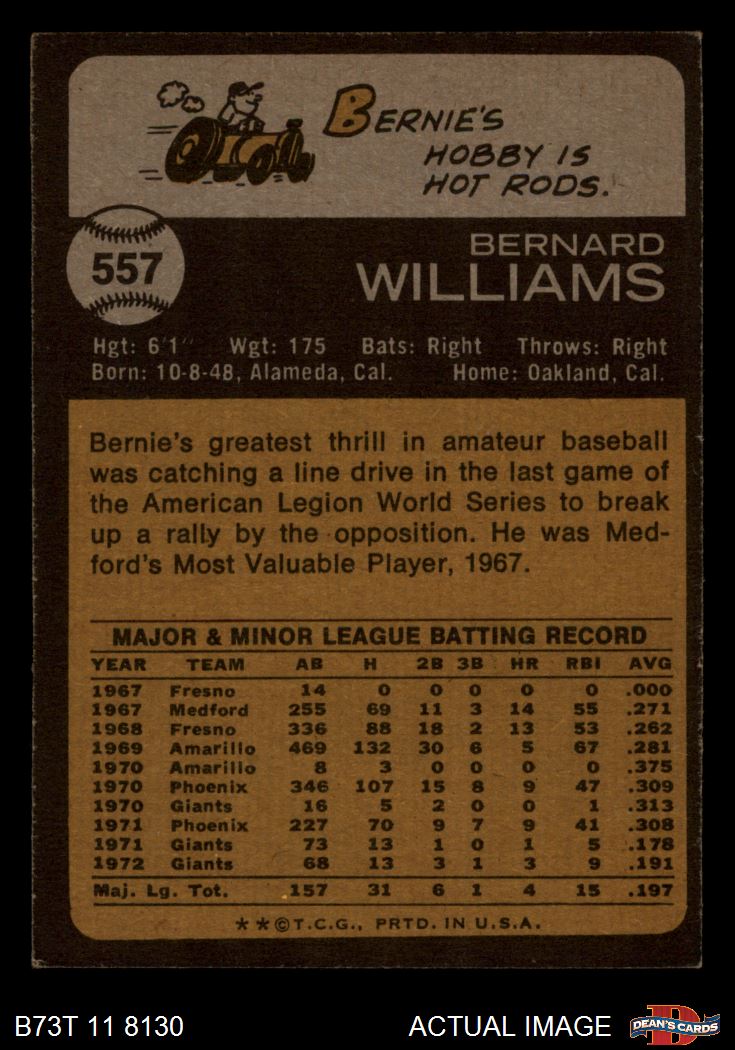 BERNIE'S
HOBBY IS
HOT RODS.
557
BERNARD
WILLIAMS
Hgt: 6'1" Wgt: 175 Bats: Right Throws: Right
Born: 10-8-48, Alameda, Cal. Home: Oakland, Cal.
Bernie's greatest thrill in amateur baseball
was catching a line drive in the last game of
the American Legion World Series to break
up a rally by the opposition. He was Med-
ford's Most Valuable Player, 1967.
MAJOR & MINOR LEAGUE BATTING RECORD
YEAR TEAM AB H 2B 3B HR RBI AVG
1967 Fresno 14 0 0 0 0 0 .000
1967 Medford 255 69 11 3 14 55 .271
1968 Fresno 336 88 18 2 13 53 .262
1969 Amarillo 469 132 30 6 5 67 .281
1970 Amarillo 8 3 0 0 0 0 .375
1970 Phoenix 346 107 15 8 9 47 .309
1970 Giants 16 5 2 0 0 1 .313
1971 Phoenix 227 70 9 7 9 41 .308
1971 Giants 73 13 1 0 1 5 .178
1972 Giants 68 13 3 1 3 9 .191
Maj. Lg. Tot. 157 31 6 1 4 15 .197
**©T.C.G., PRTD. IN U.S.A.
B73T 11 8130 ACTUAL IMAGE D DEAN'S CARDS